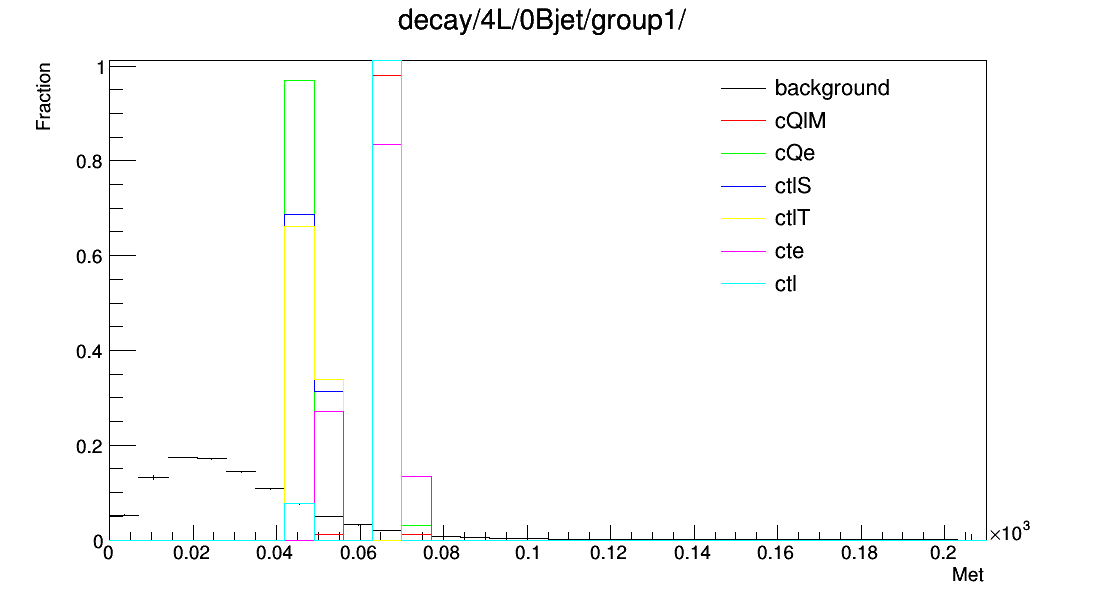 decay/4L/0Bjet/group1/
Fraction
1
0.8
0.6
0.4
0.2
0
background
cQlM
cQe
ctlS
ctlT
cte
ctl
0 0.02 0.04 0.06 0.08 0.1 0.12 0.14 0.16 0.18 0.2 ×10³
Met